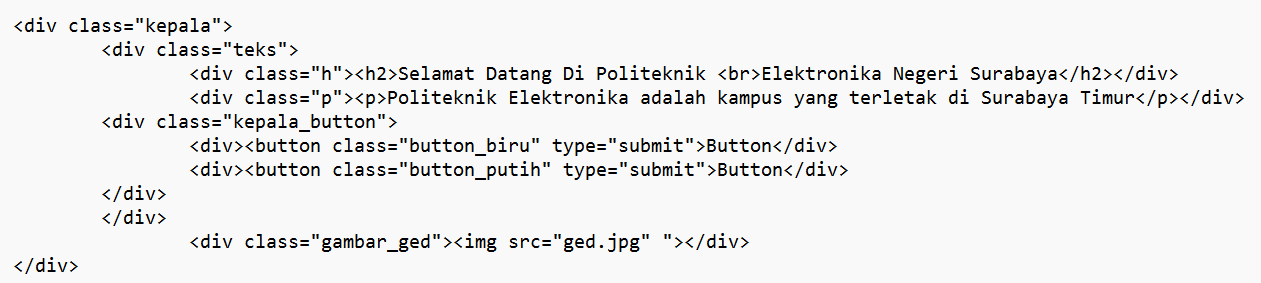 <div class="kepala">
<div class="teks">
<div class="h"><h2>Selamat Datang Di Politeknik <br>Elektronika Negeri Surabaya</h2></div>
<div class="p"><p>Politeknik Elektronika adalah kampus yang terletak di Surabaya Timur</p></div>
<div class="kepala_button">
<div><button class="button_biru" type="submit">Button</div>
<div><button class="button_putih" type="submit">Button</div>
</div>
</div>
<div class="gambar_ged"><img src="ged.jpg" "></div>
</div>